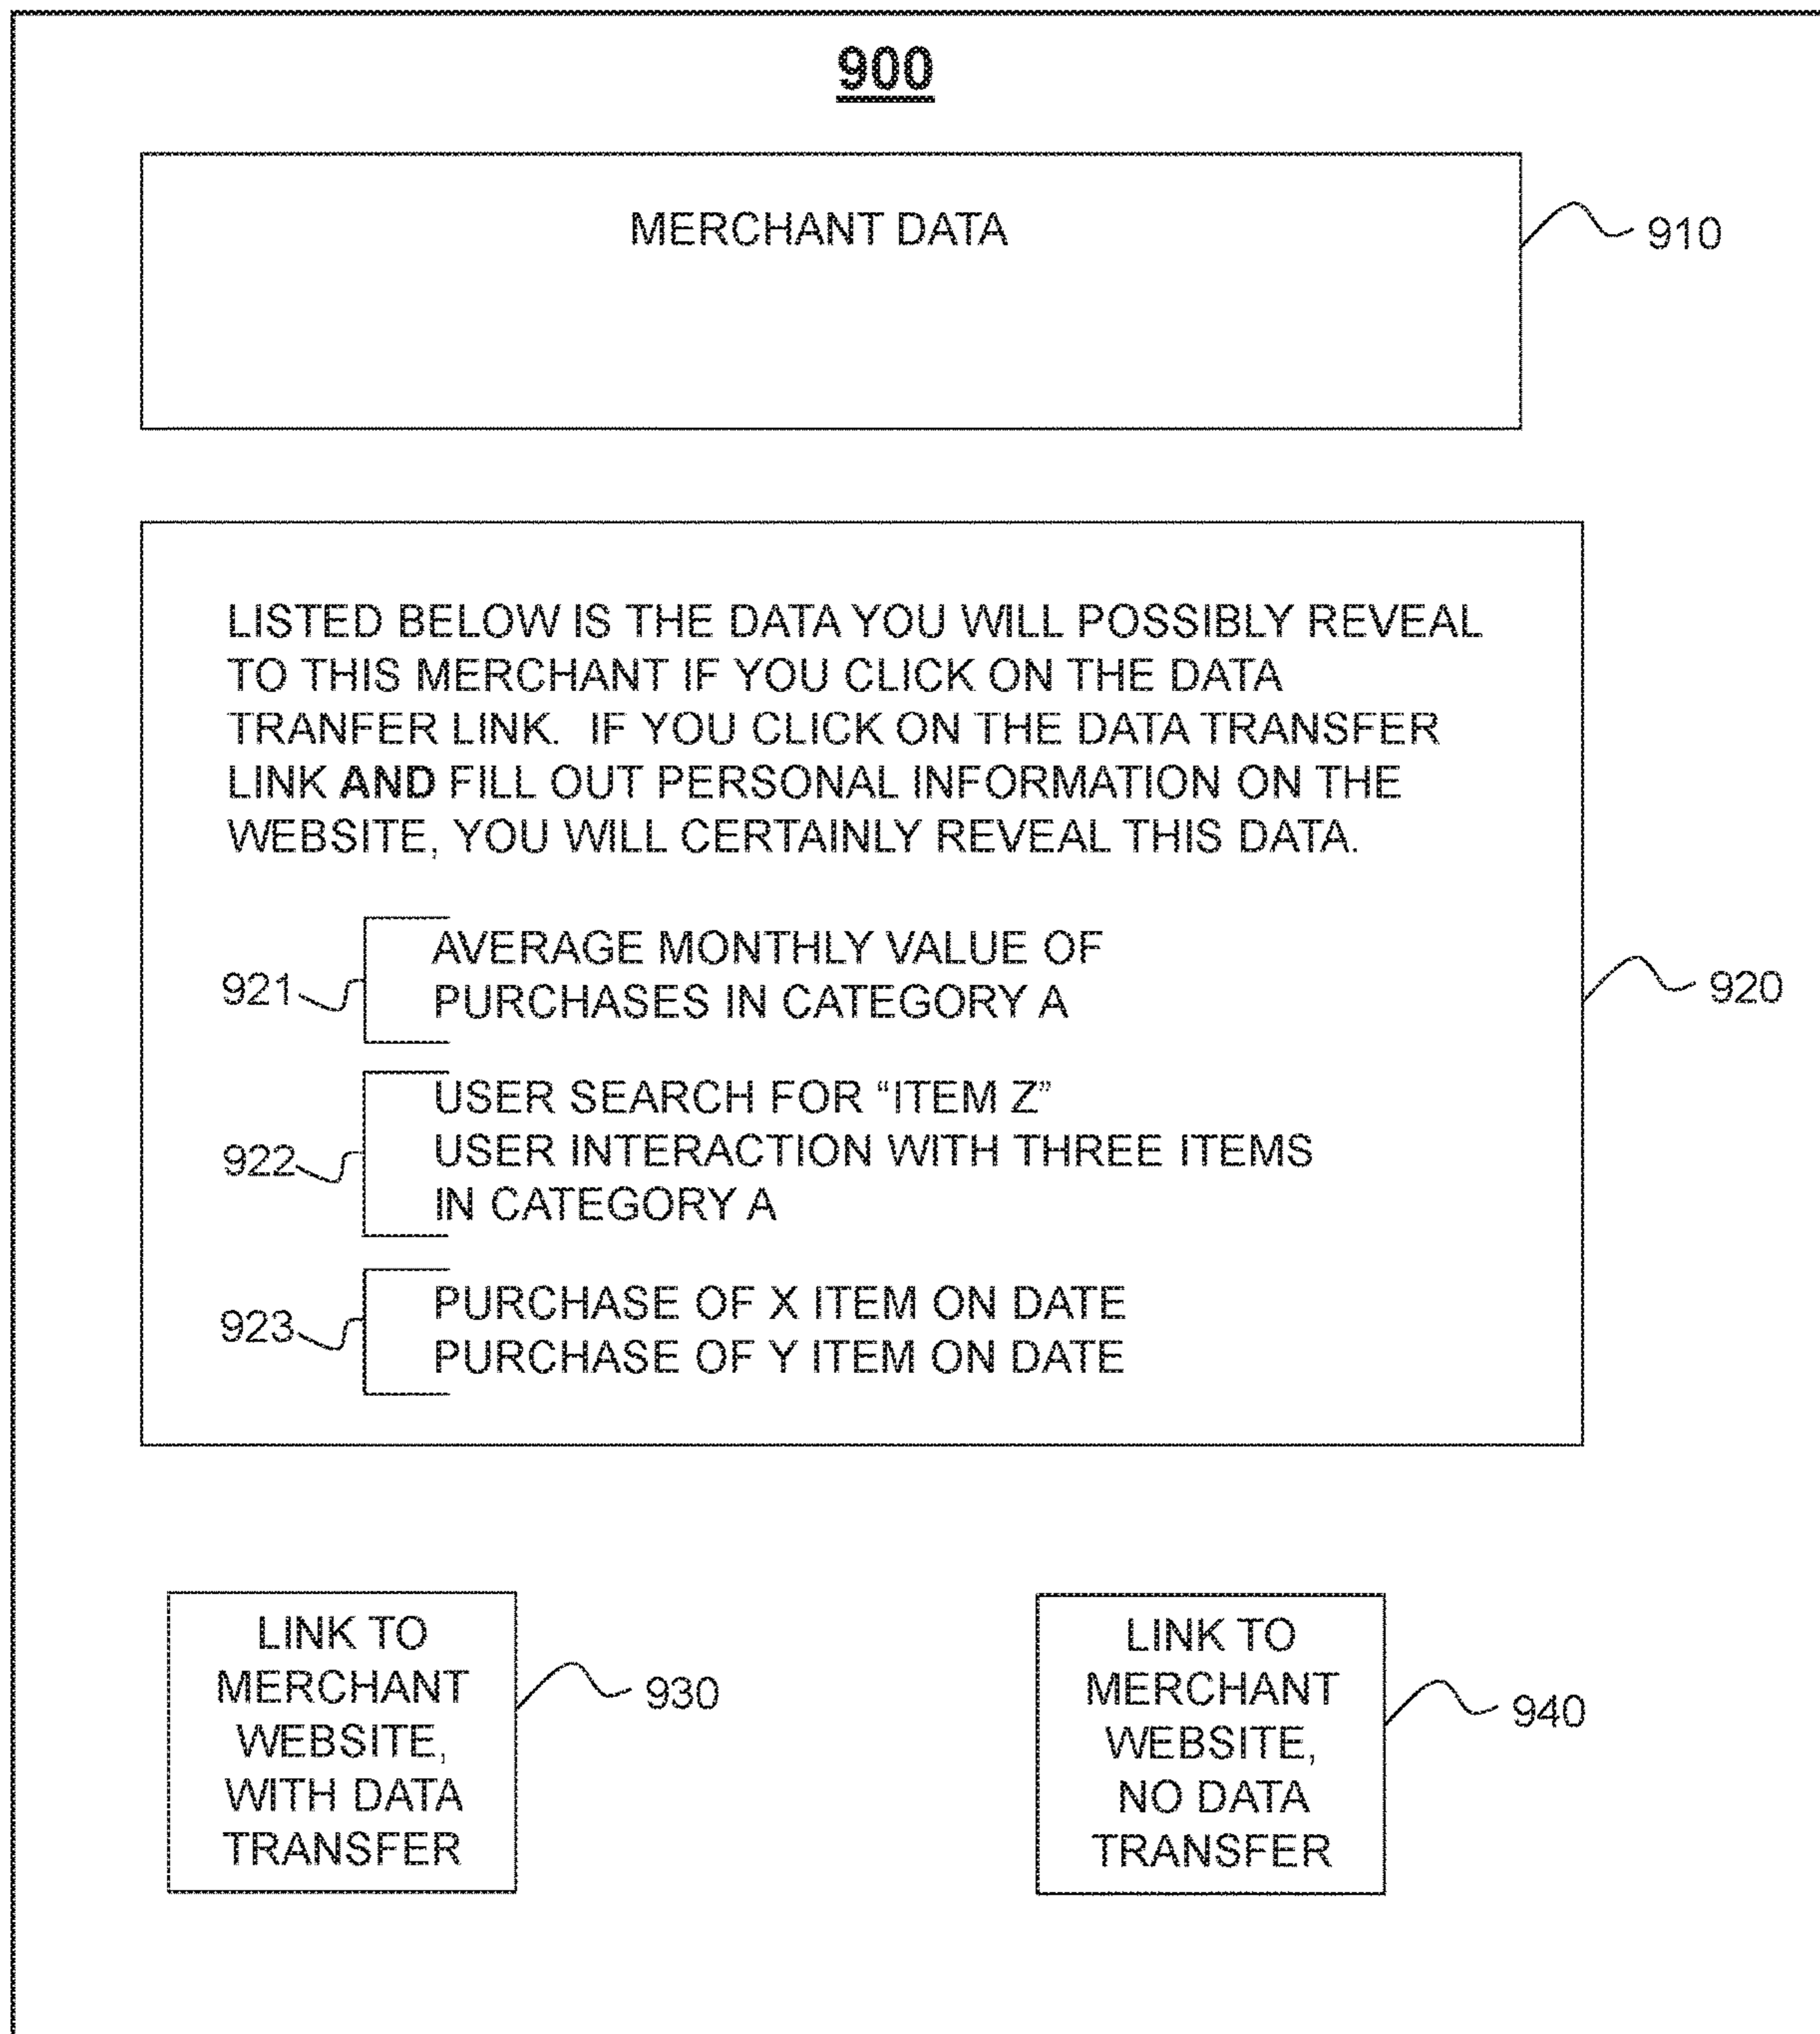 900
MERCHANT DATA
910
LISTED BELOW IS THE DATA YOU WILL POSSIBLY REVEAL
TO THIS MERCHANT IF YOU CLICK ON THE DATA
TRANFER LINK. IF YOU CLICK ON THE DATA TRANSFER
LINK AND FILL OUT PERSONAL INFORMATION ON THE
WEBSITE, YOU WILL CERTAINLY REVEAL THIS DATA.
921
AVERAGE MONTHLY VALUE OF
PURCHASES IN CATEGORY A
920
922
USER SEARCH FOR “ITEM Z”
USER INTERACTION WITH THREE ITEMS
IN CATEGORY A
923
PURCHASE OF X ITEM ON DATE
PURCHASE OF Y ITEM ON DATE
LINK TO
MERCHANT
WEBSITE,
WITH DATA
TRANSFER
930
LINK TO
MERCHANT
WEBSITE,
NO DATA
TRANSFER
940